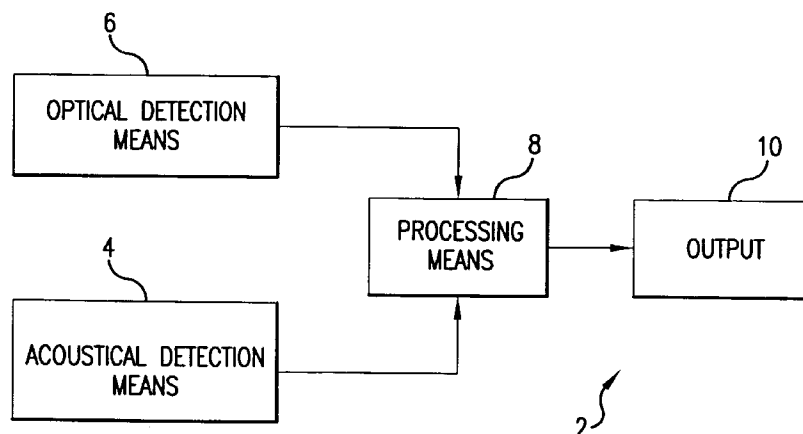 6
OPTICAL DETECTION
MEANS
8
10
PROCESSING
MEANS
OUTPUT
4
ACOUSTICAL DETECTION
MEANS
2